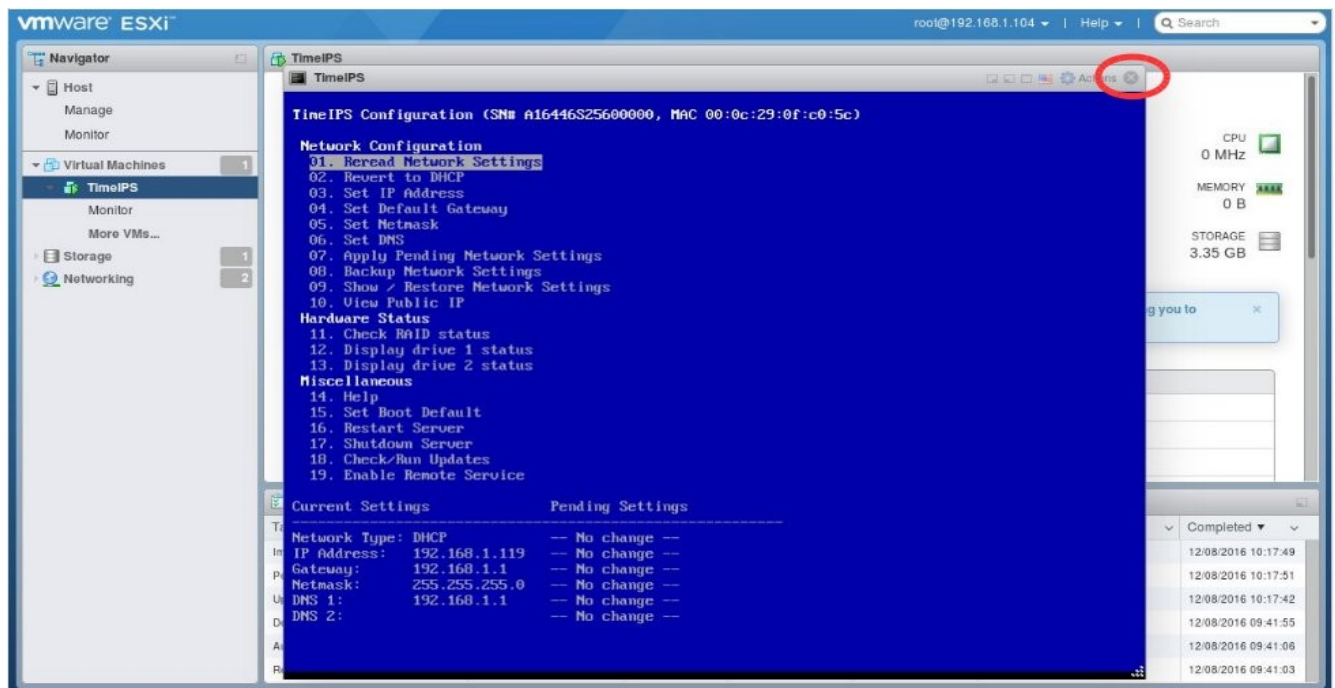 vmware ESXi™
root@192.168.1.104 | Help | Search
Navigator
Host
Manage
Monitor
Virtual Machines 1
TimeIPS
Monitor
More VMs...
Storage 1
Networking 2
TimeIPS
TimeIPS
Actions
TimeIPS Configuration (SN# A16446S25600000, MAC 00:0c:29:0f:c0:5c)
Network Configuration
01. Reread Network Settings
02. Revert to DHCP
03. Set IP Address
04. Set Default Gateway
05. Set Netmask
06. Set DNS
07. Apply Pending Network Settings
08. Backup Network Settings
09. Show / Restore Network Settings
10. View Public IP
Hardware Status
11. Check RAID status
12. Display drive 1 status
13. Display drive 2 status
Miscellaneous
14. Help
15. Set Boot Default
16. Restart Server
17. Shutdown Server
18. Check/Run Updates
19. Enable Remote Service
Current Settings Pending Settings
Network Type: DHCP -- No change --
IP Address: 192.168.1.119 -- No change --
Gateway: 192.168.1.1 -- No change --
Netmask: 255.255.255.0 -- No change --
DNS 1: 192.168.1.1 -- No change --
DNS 2: -- No change --
CPU
0 MHz
MEMORY
0 B
STORAGE
3.35 GB
g you to
Completed
12/08/2016 10:17:49
12/08/2016 10:17:51
12/08/2016 10:17:42
12/08/2016 09:41:55
12/08/2016 09:41:06
12/08/2016 09:41:03